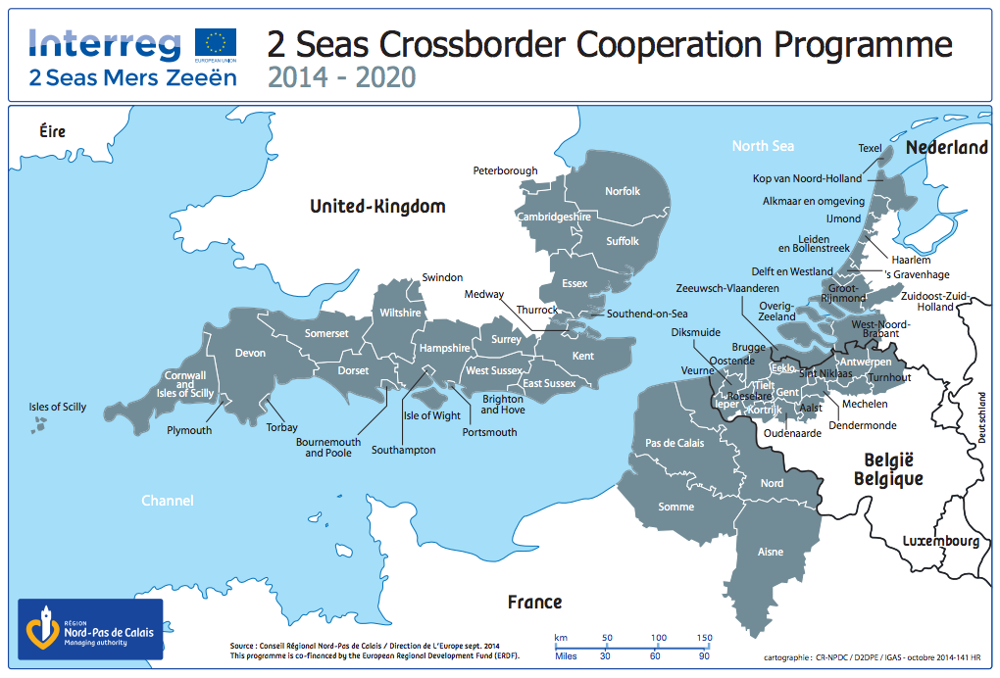 Interreg
EUROPEAN UNION
2 Seas Mers Zeeën
2 Seas Crossborder Cooperation Programme
2014 - 2020
Éire
North Sea
Texel
Nederland
Peterborough
Kop van Noord-Holland
Norfolk
Alkmaar en omgeving
United-Kingdom
Cambridgeshire
IJmond
Suffolk
Leiden
en Bollenstreek
Haarlem
Delft en Westland
's Gravenhage
Swindon
Essex
Zeeuwsch-Vlaanderen
Groot-
Rijnmond
Medway
Zuidoost-Zuid-
Holland
Thurrock
Southend-on-Sea
Overig-
Zeeland
Wiltshire
West-Noord-
Brabant
Somerset
Diksmuide
Surrey
Hampshire
Brugge
Devon
Kent
Oostende
Antwerpen
Dorset
West Sussex
Veurne
Eeklo
Sint Niklaas
Turnhout
Cornwall
and
Isles of Scilly
East Sussex
Tielt
Roeselare
Gent
Isles of Scilly
Brighton
and Hove
Ieper
Kortrijk
Aalst
Mechelen
Isle of Wight
Plymouth
Torbay
Portsmouth
Oudenaarde
Dendermonde
Deutschland
Bournemouth
and Poole
Southampton
Pas de Calais
België
Belgique
Nord
Channel
Somme
Luxembourg
Aisne
France
RÉGION
Nord-Pas de Calais
Managing authority
Source : Conseil Régional Nord-Pas de Calais / Direction de L'Europe sept. 2014
This programme is co-financed by the European Regional Development Fund (ERDF).
km 50 100 150
Miles 30 60 90
cartographie : CR-NPDC / D2DPE / IGAS - octobre 2014-141 HR